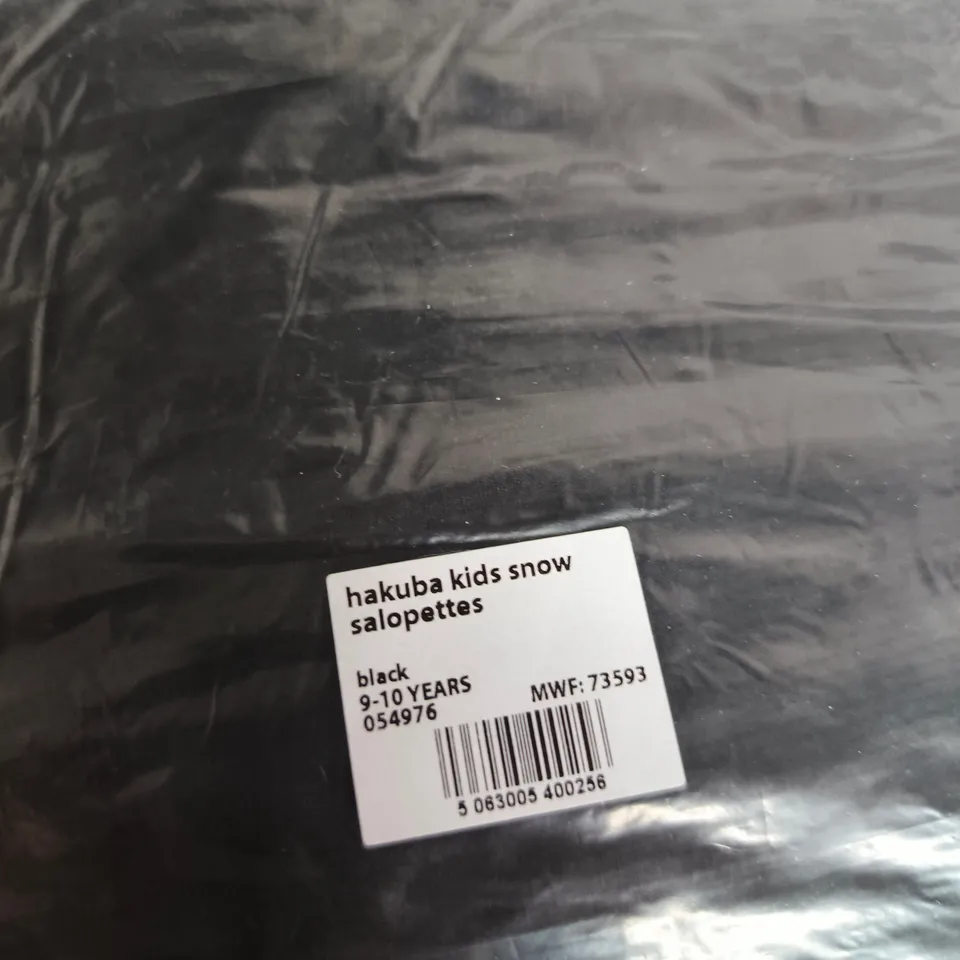 hakuba kids snow
salopettes
black
9-10 YEARS
054976
MWF: 73593
5 063005 400256